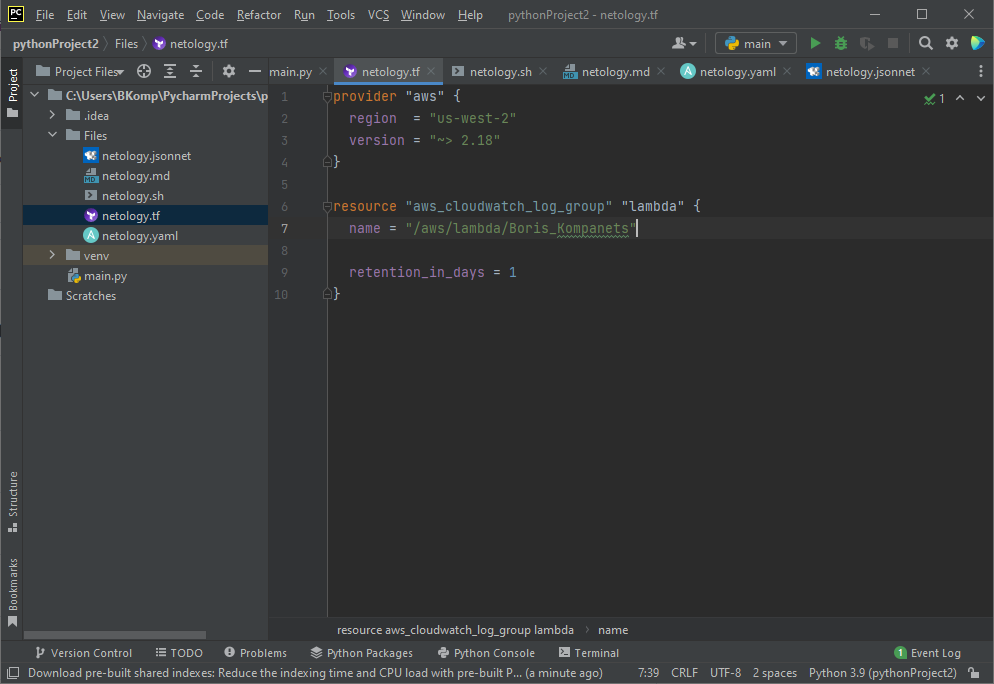 PC File Edit View Navigate Code Refactor Run Tools VCS Window Help pythonProject2 - netology.tf
pythonProject2 Files netology.tf main
Project Files main.py netology.tf netology.sh netology.md netology.yaml netology.jsonnet
Project
C:\Users\BKomp\PycharmProjects\p
.idea
Files
netology.jsonnet
netology.md
netology.sh
netology.tf
netology.yaml
venv
main.py
Scratches
1 provider "aws" {
2 region = "us-west-2"
3 version = "~> 2.18"
4 }
5
6 resource "aws_cloudwatch_log_group" "lambda" {
7 name = "/aws/lambda/Boris_Kompanets"
8
9 retention_in_days = 1
10 }
1
Structure
Bookmarks
resource aws_cloudwatch_log_group lambda name
Version Control TODO Problems Python Packages Python Console Terminal 1 Event Log
Download pre-built shared indexes: Reduce the indexing time and CPU load with pre-built P... (a minute ago) 7:39 CRLF UTF-8 2 spaces Python 3.9 (pythonProject2)